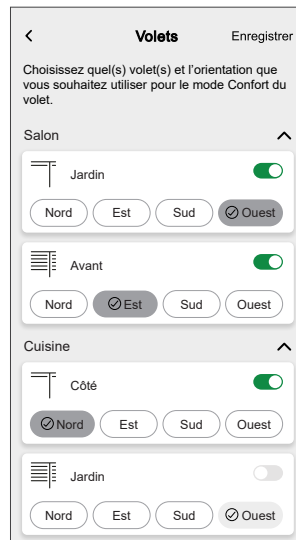 Volets Enregistrer
Choisissez quel(s) volet(s) et l'orientation que
vous souhaitez utiliser pour le mode Confort du
volet.
Salon
Jardin
Nord Est Sud Ouest
Avant
Nord Est Sud Ouest
Cuisine
Côté
Nord Est Sud Ouest
Jardin
Nord Est Sud Ouest